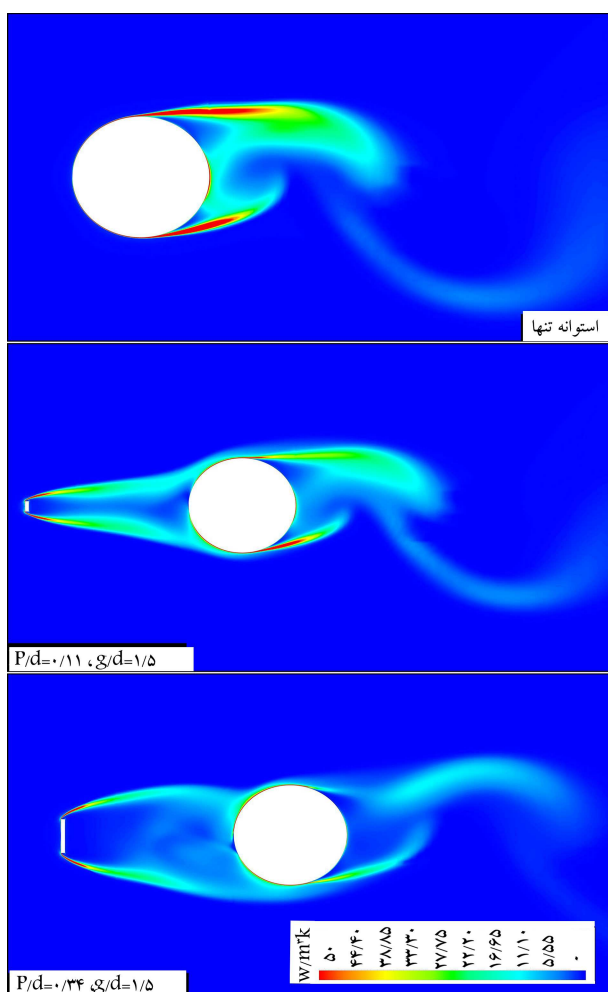 استوانه تنها
P/d=۰/۱۱ ، g/d=۱/۵
P/d=۰/۳۴ ،g/d=۱/۵
w/m۳k
۵۰
۴۴/۴۰
۳۸/۸۵
۳۳/۳۰
۲۷/۷۵
۲۲/۲۰
۱۶/۶۵
۱۱/۱۰
۵/۵۵
۰